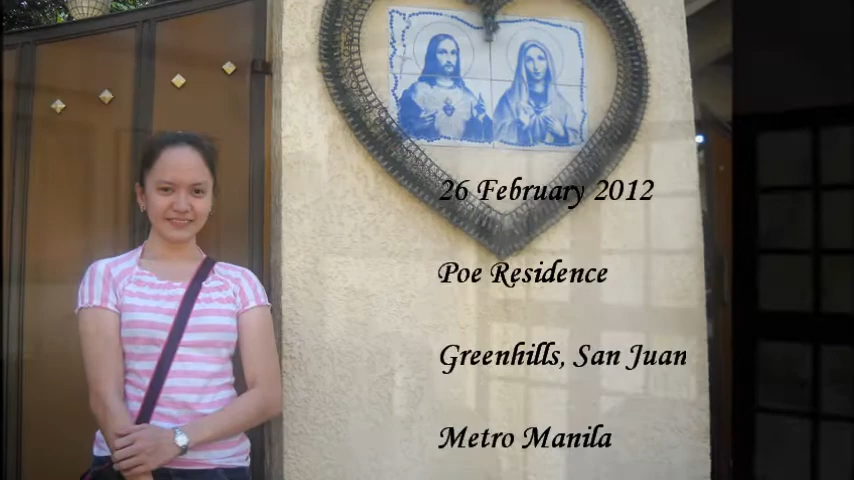 26 February 2012
Poe Residence
Greenhills, San Juan
Metro Manila